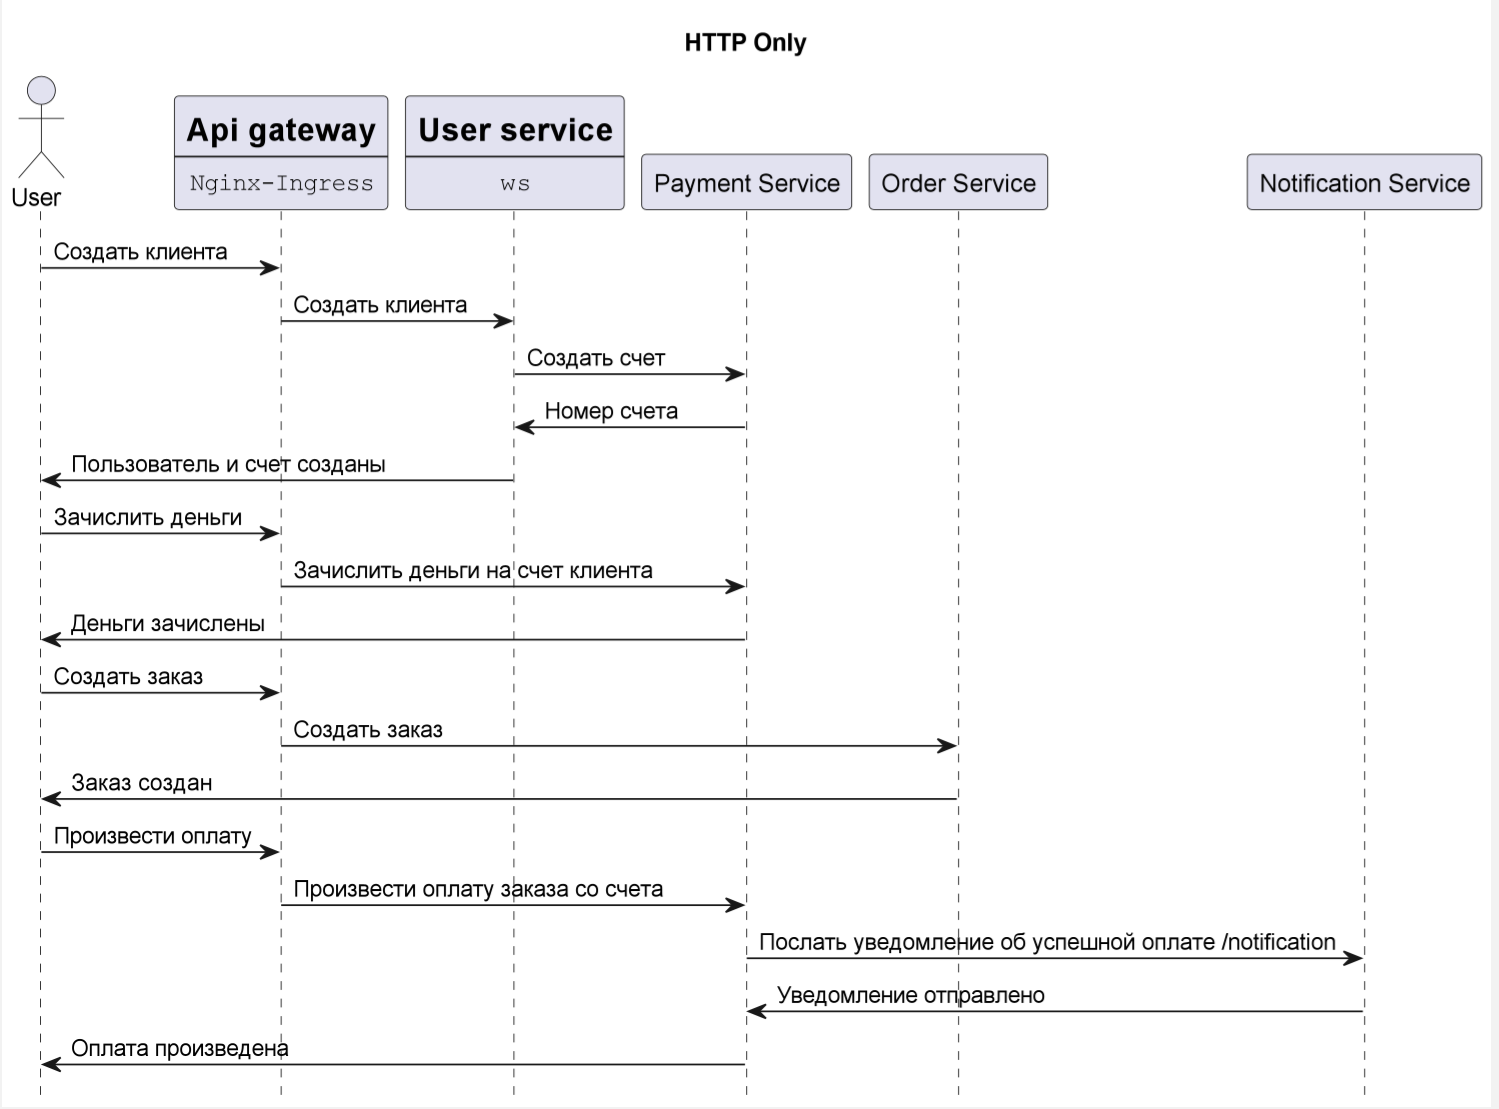 HTTP Only
User
Api gateway
Nginx-Ingress
User service
ws
Payment Service
Order Service
Notification Service
Создать клиента
Создать клиента
Создать счет
Номер счета
Пользователь и счет созданы
Зачислить деньги
Зачислить деньги на счет клиента
Деньги зачислены
Создать заказ
Создать заказ
Заказ создан
Произвести оплату
Произвести оплату заказа со счета
Послать уведомление об успешной оплате /notification
Уведомление отправлено
Оплата произведена